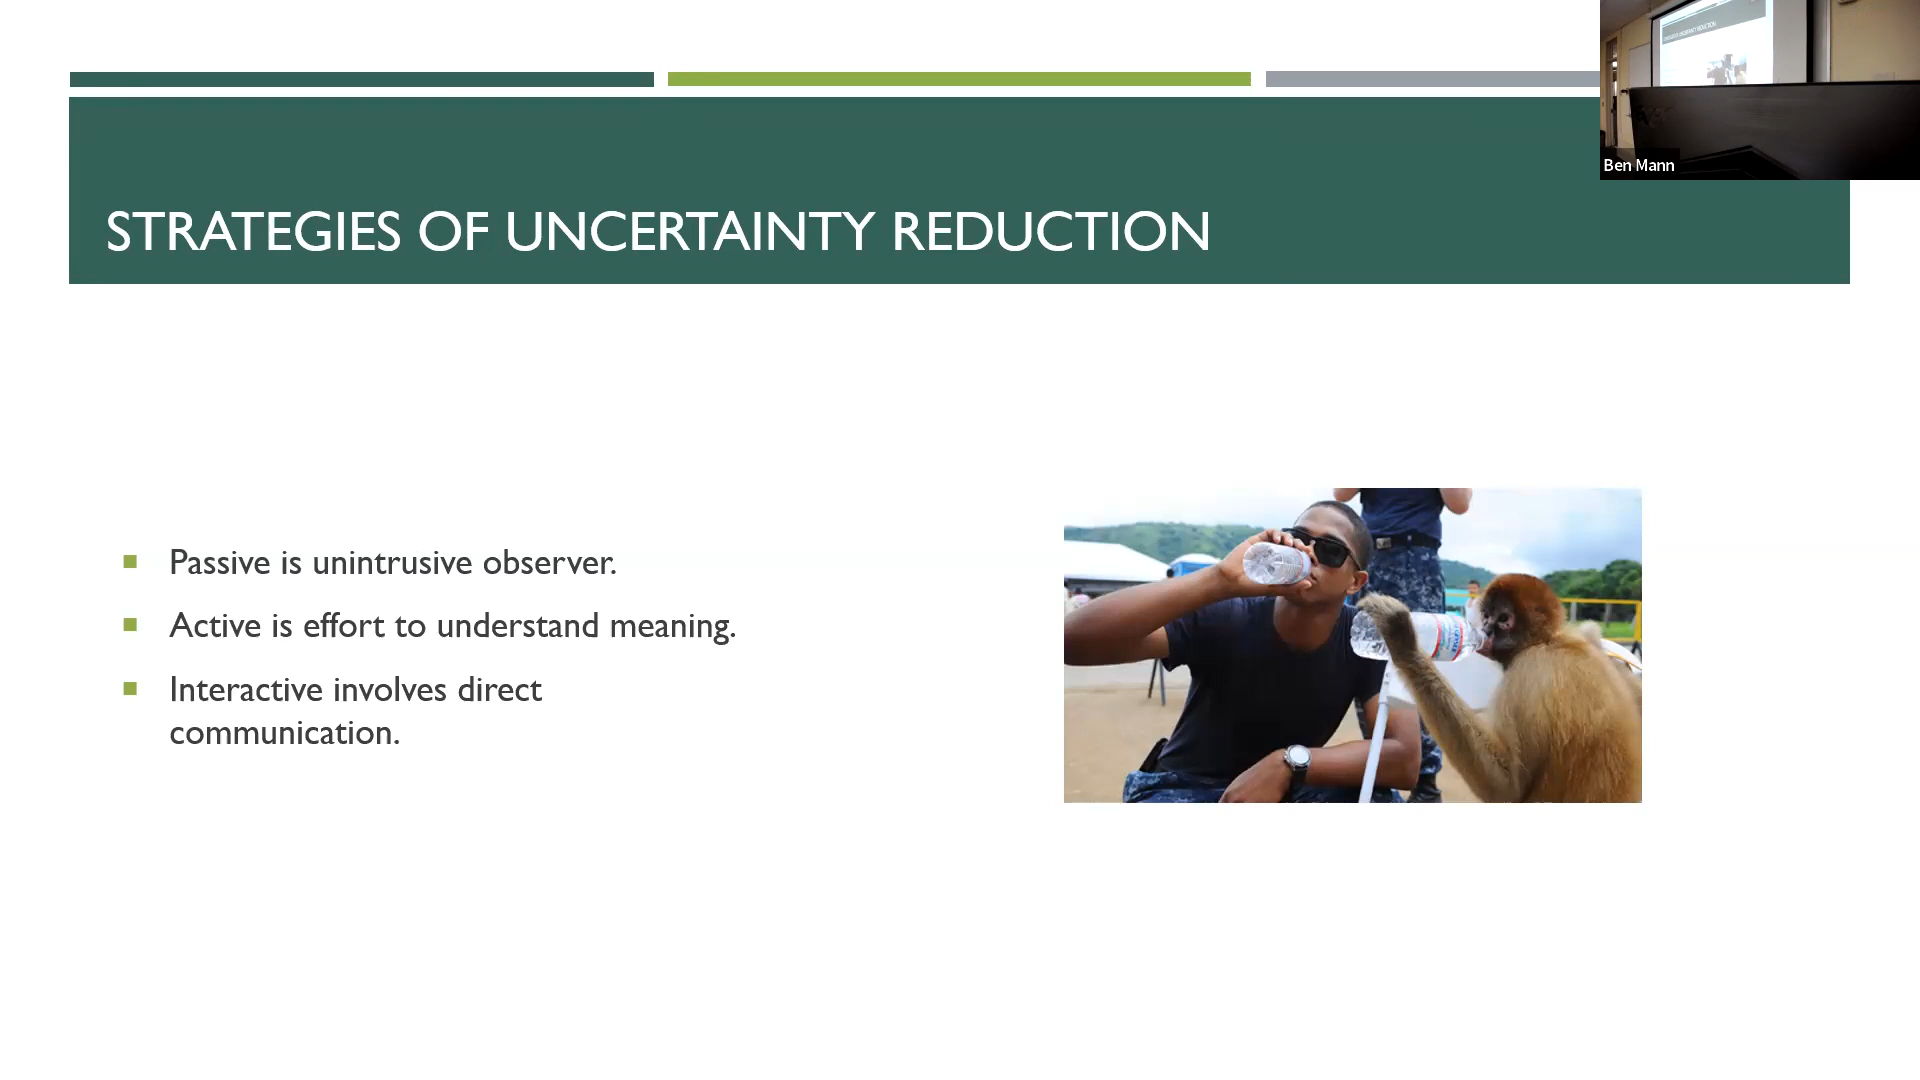 Ben Mann
STRATEGIES OF UNCERTAINTY REDUCTION
Passive is unintrusive observer.
Active is effort to understand meaning.
Interactive involves direct
communication.